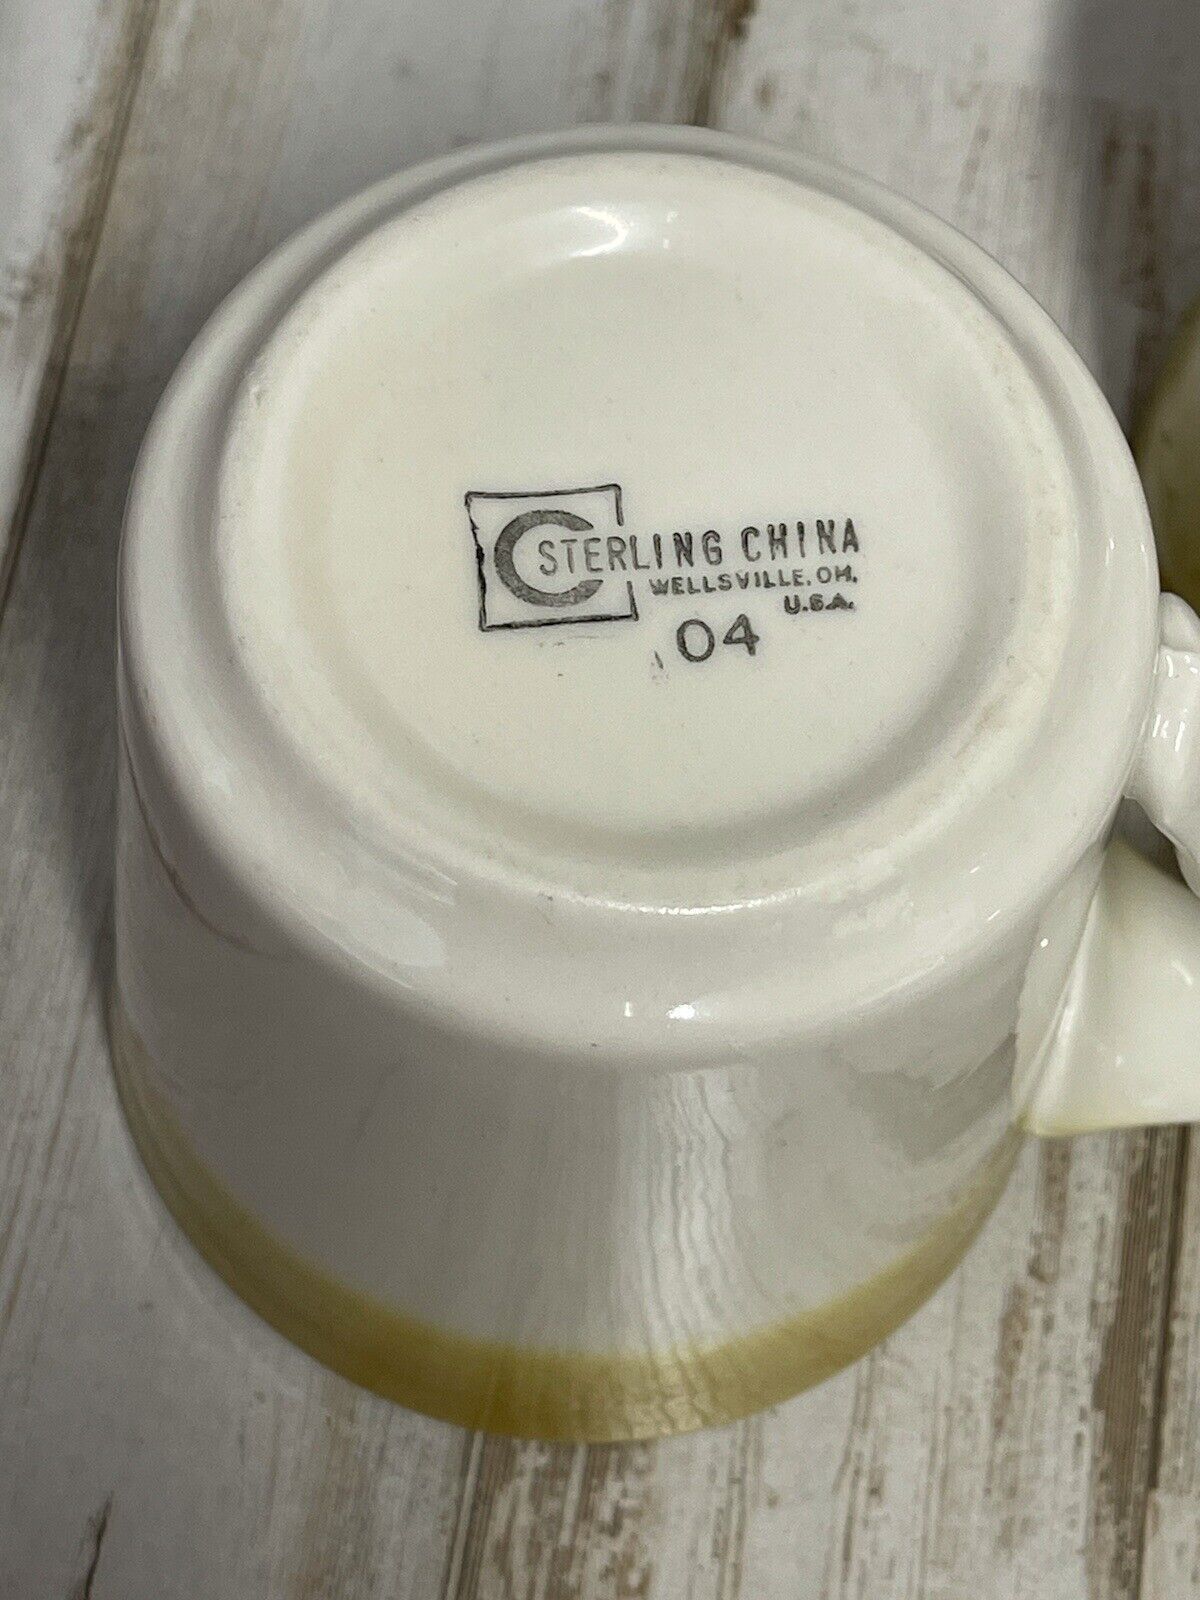 STERLING CHINA
WELLSVILLE, OH.
U.S.A.
04